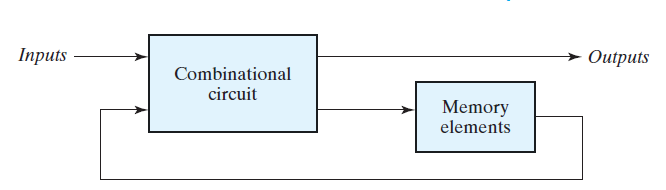 Inputs
Combinational
circuit
Outputs
Memory
elements